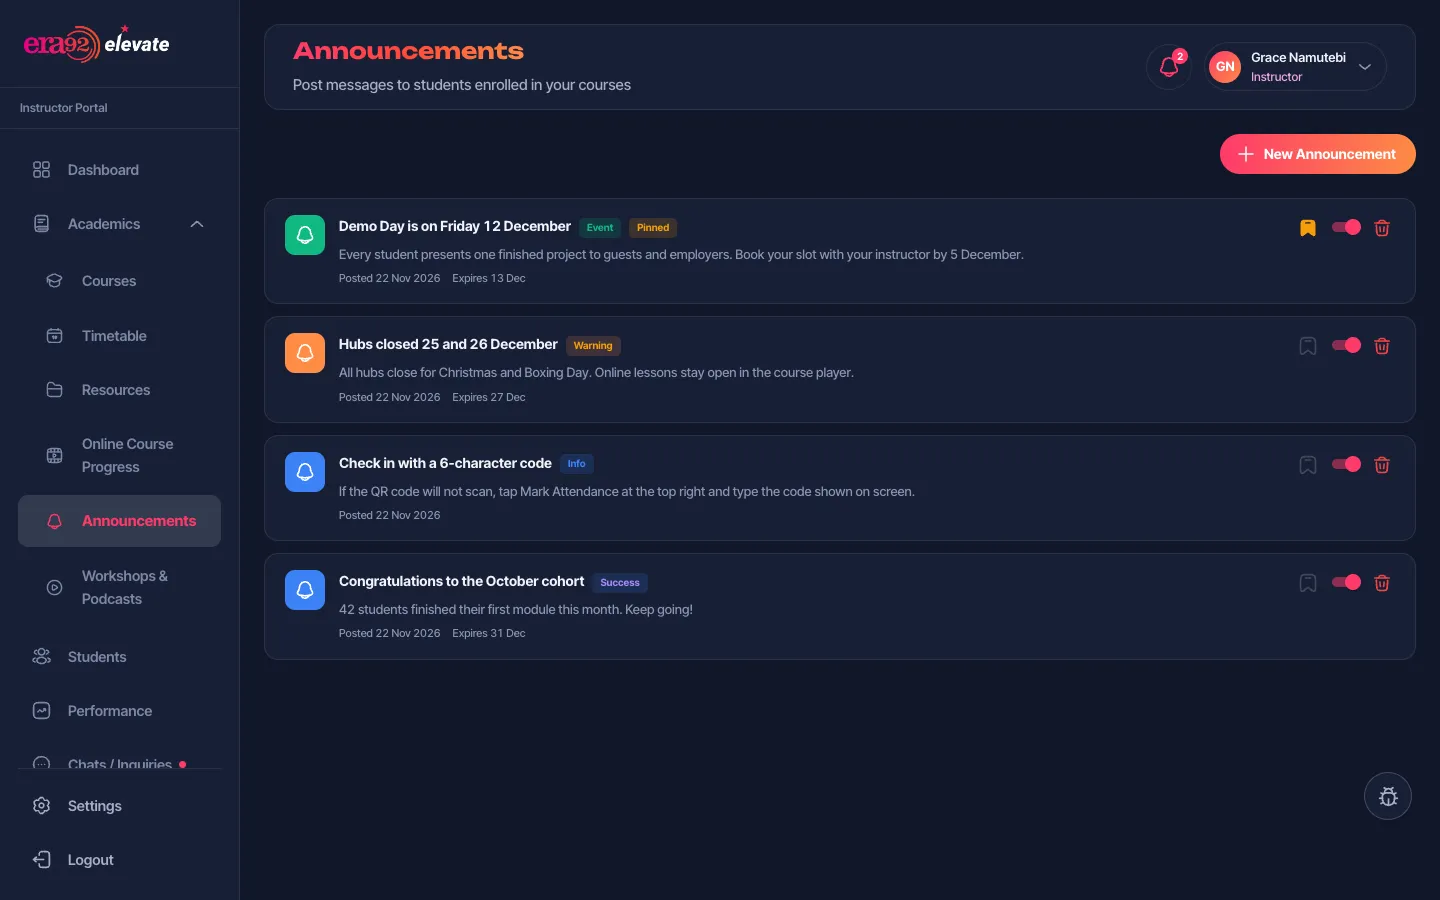 era92 elevate
Instructor Portal
Dashboard
Academics
Courses
Timetable
Resources
Online Course
Progress
Announcements
Workshops &
Podcasts
Students
Performance
Chats / Inquiries
Settings
Logout
Announcements
Post messages to students enrolled in your courses
2
GN
Grace Namutebi
Instructor
New Announcement
Demo Day is on Friday 12 December Event Pinned
Every student presents one finished project to guests and employers. Book your slot with your instructor by 5 December.
Posted 22 Nov 2026 Expires 13 Dec
Hubs closed 25 and 26 December Warning
All hubs close for Christmas and Boxing Day. Online lessons stay open in the course player.
Posted 22 Nov 2026 Expires 27 Dec
Check in with a 6-character code Info
If the QR code will not scan, tap Mark Attendance at the top right and type the code shown on screen.
Posted 22 Nov 2026
Congratulations to the October cohort Success
42 students finished their first module this month. Keep going!
Posted 22 Nov 2026 Expires 31 Dec